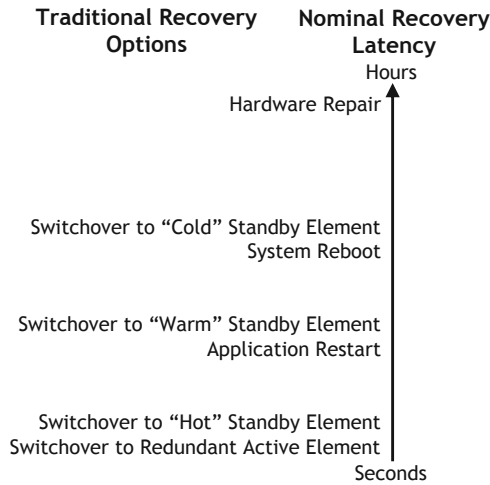 Traditional Recovery
Options
Nominal Recovery
Latency
Hours
Hardware Repair
Switchover to “Cold” Standby Element
System Reboot
Switchover to “Warm” Standby Element
Application Restart
Switchover to “Hot” Standby Element
Switchover to Redundant Active Element
Seconds